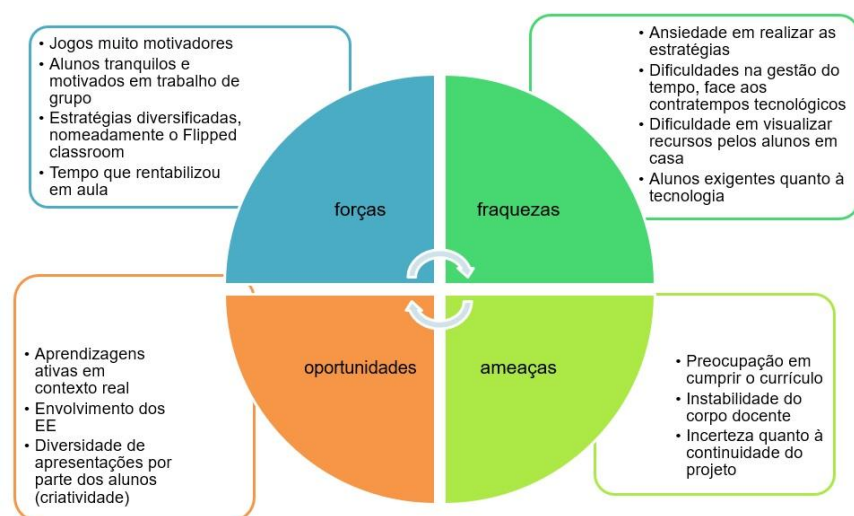 • Jogos muito motivadores
• Alunos tranquilos e
motivados em trabalho de
grupo
• Estratégias diversificadas,
nomeadamente o Flipped
classroom
• Tempo que rentabilizou
em aula
• Ansiedade em realizar as
estratégias
• Dificuldades na gestão do
tempo, face aos
contratempos tecnológicos
• Dificuldade em visualizar
recursos pelos alunos em
casa
• Alunos exigentes quanto à
tecnologia
forças
fraquezas
oportunidades
ameaças
• Aprendizagens
ativas em
contexto real
• Envolvimento dos
EE
• Diversidade de
apresentações por
parte dos alunos
(criatividade)
• Preocupação em
cumprir o currículo
• Instabilidade do
corpo docente
• Incerteza quanto à
continuidade do
projeto